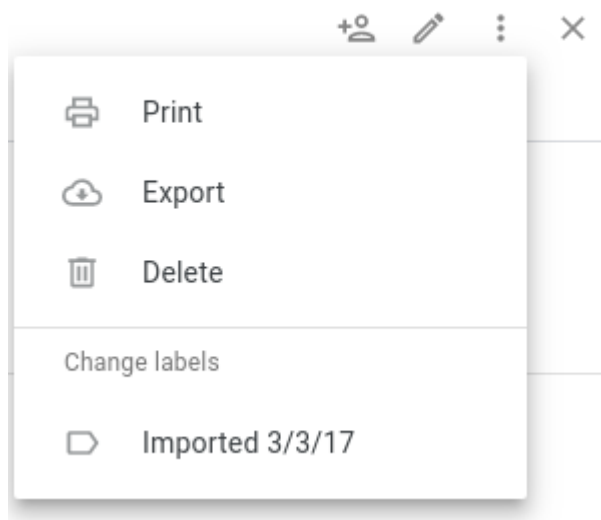 Print
Export
Delete
Change labels
Imported 3/3/17